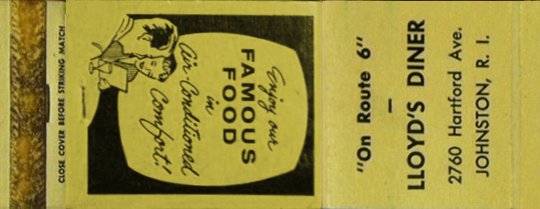 CLOSE COVER BEFORE STRIKING MATCH
Enjoy our
FAMOUS
FOOD
in
Air-Conditioned
Comfort!
"On Route 6"
—
LLOYD'S DINER
2760 Hartford Ave.
JOHNSTON, R. I.